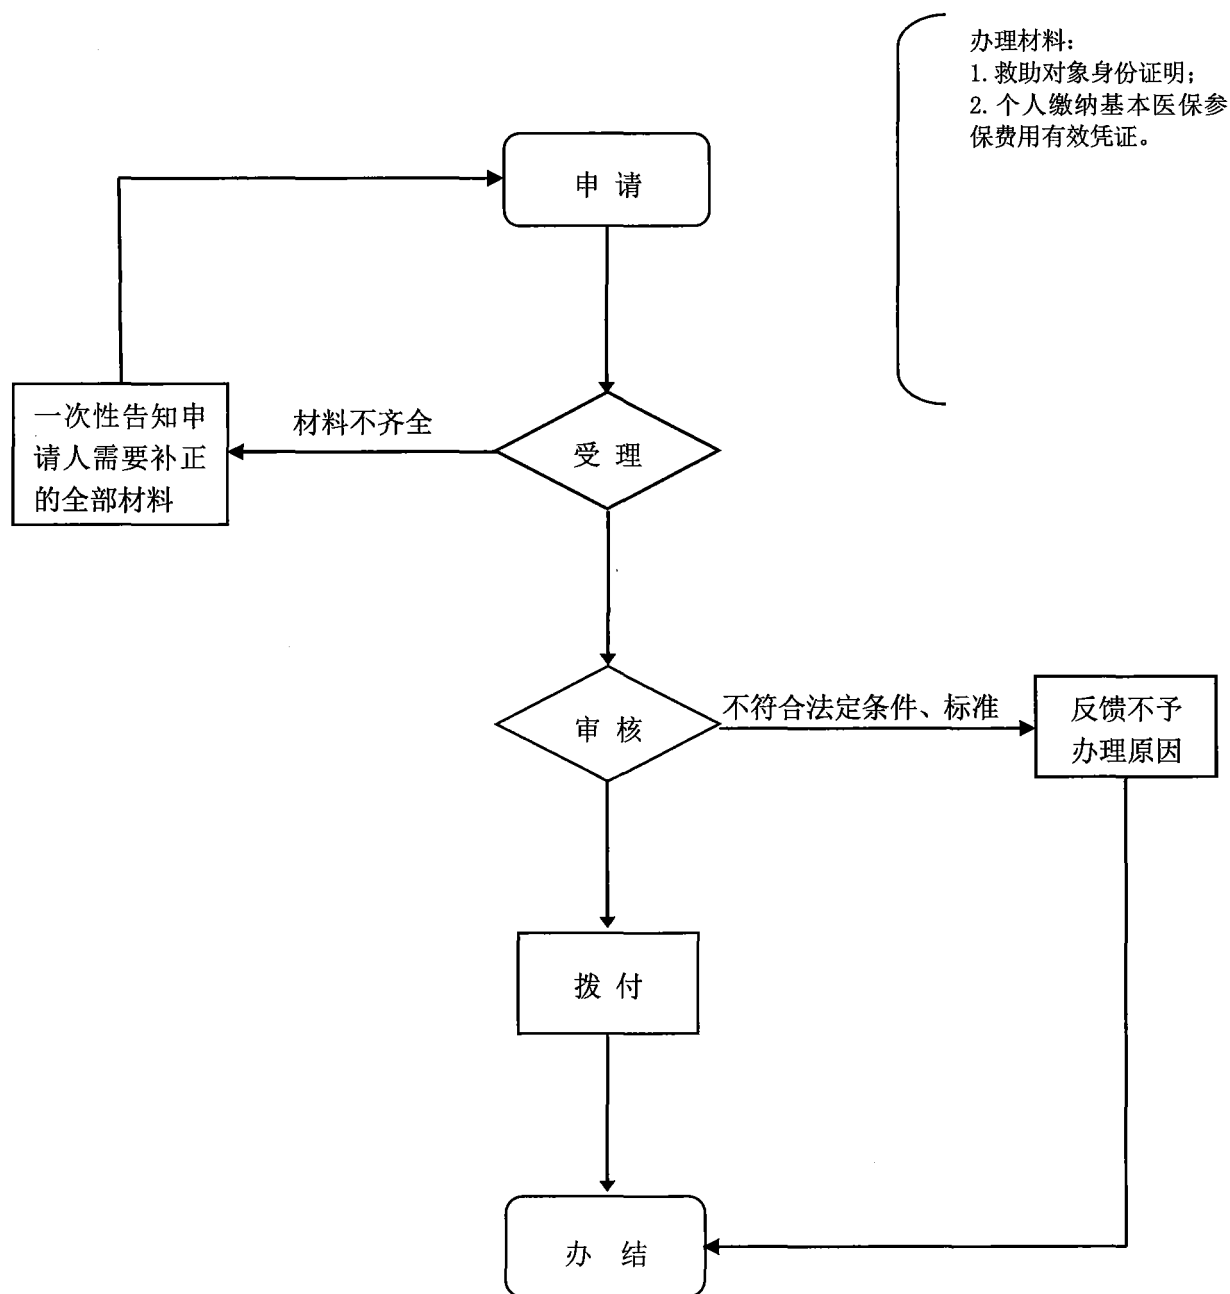 办理材料：
1. 救助对象身份证明；
2. 个人缴纳基本医保参
保费用有效凭证。
申 请
材料不齐全
一次性告知申
请人需要补正
的全部材料
受 理
不符合法定条件、标准
审 核
反馈不予
办理原因
拨 付
办 结